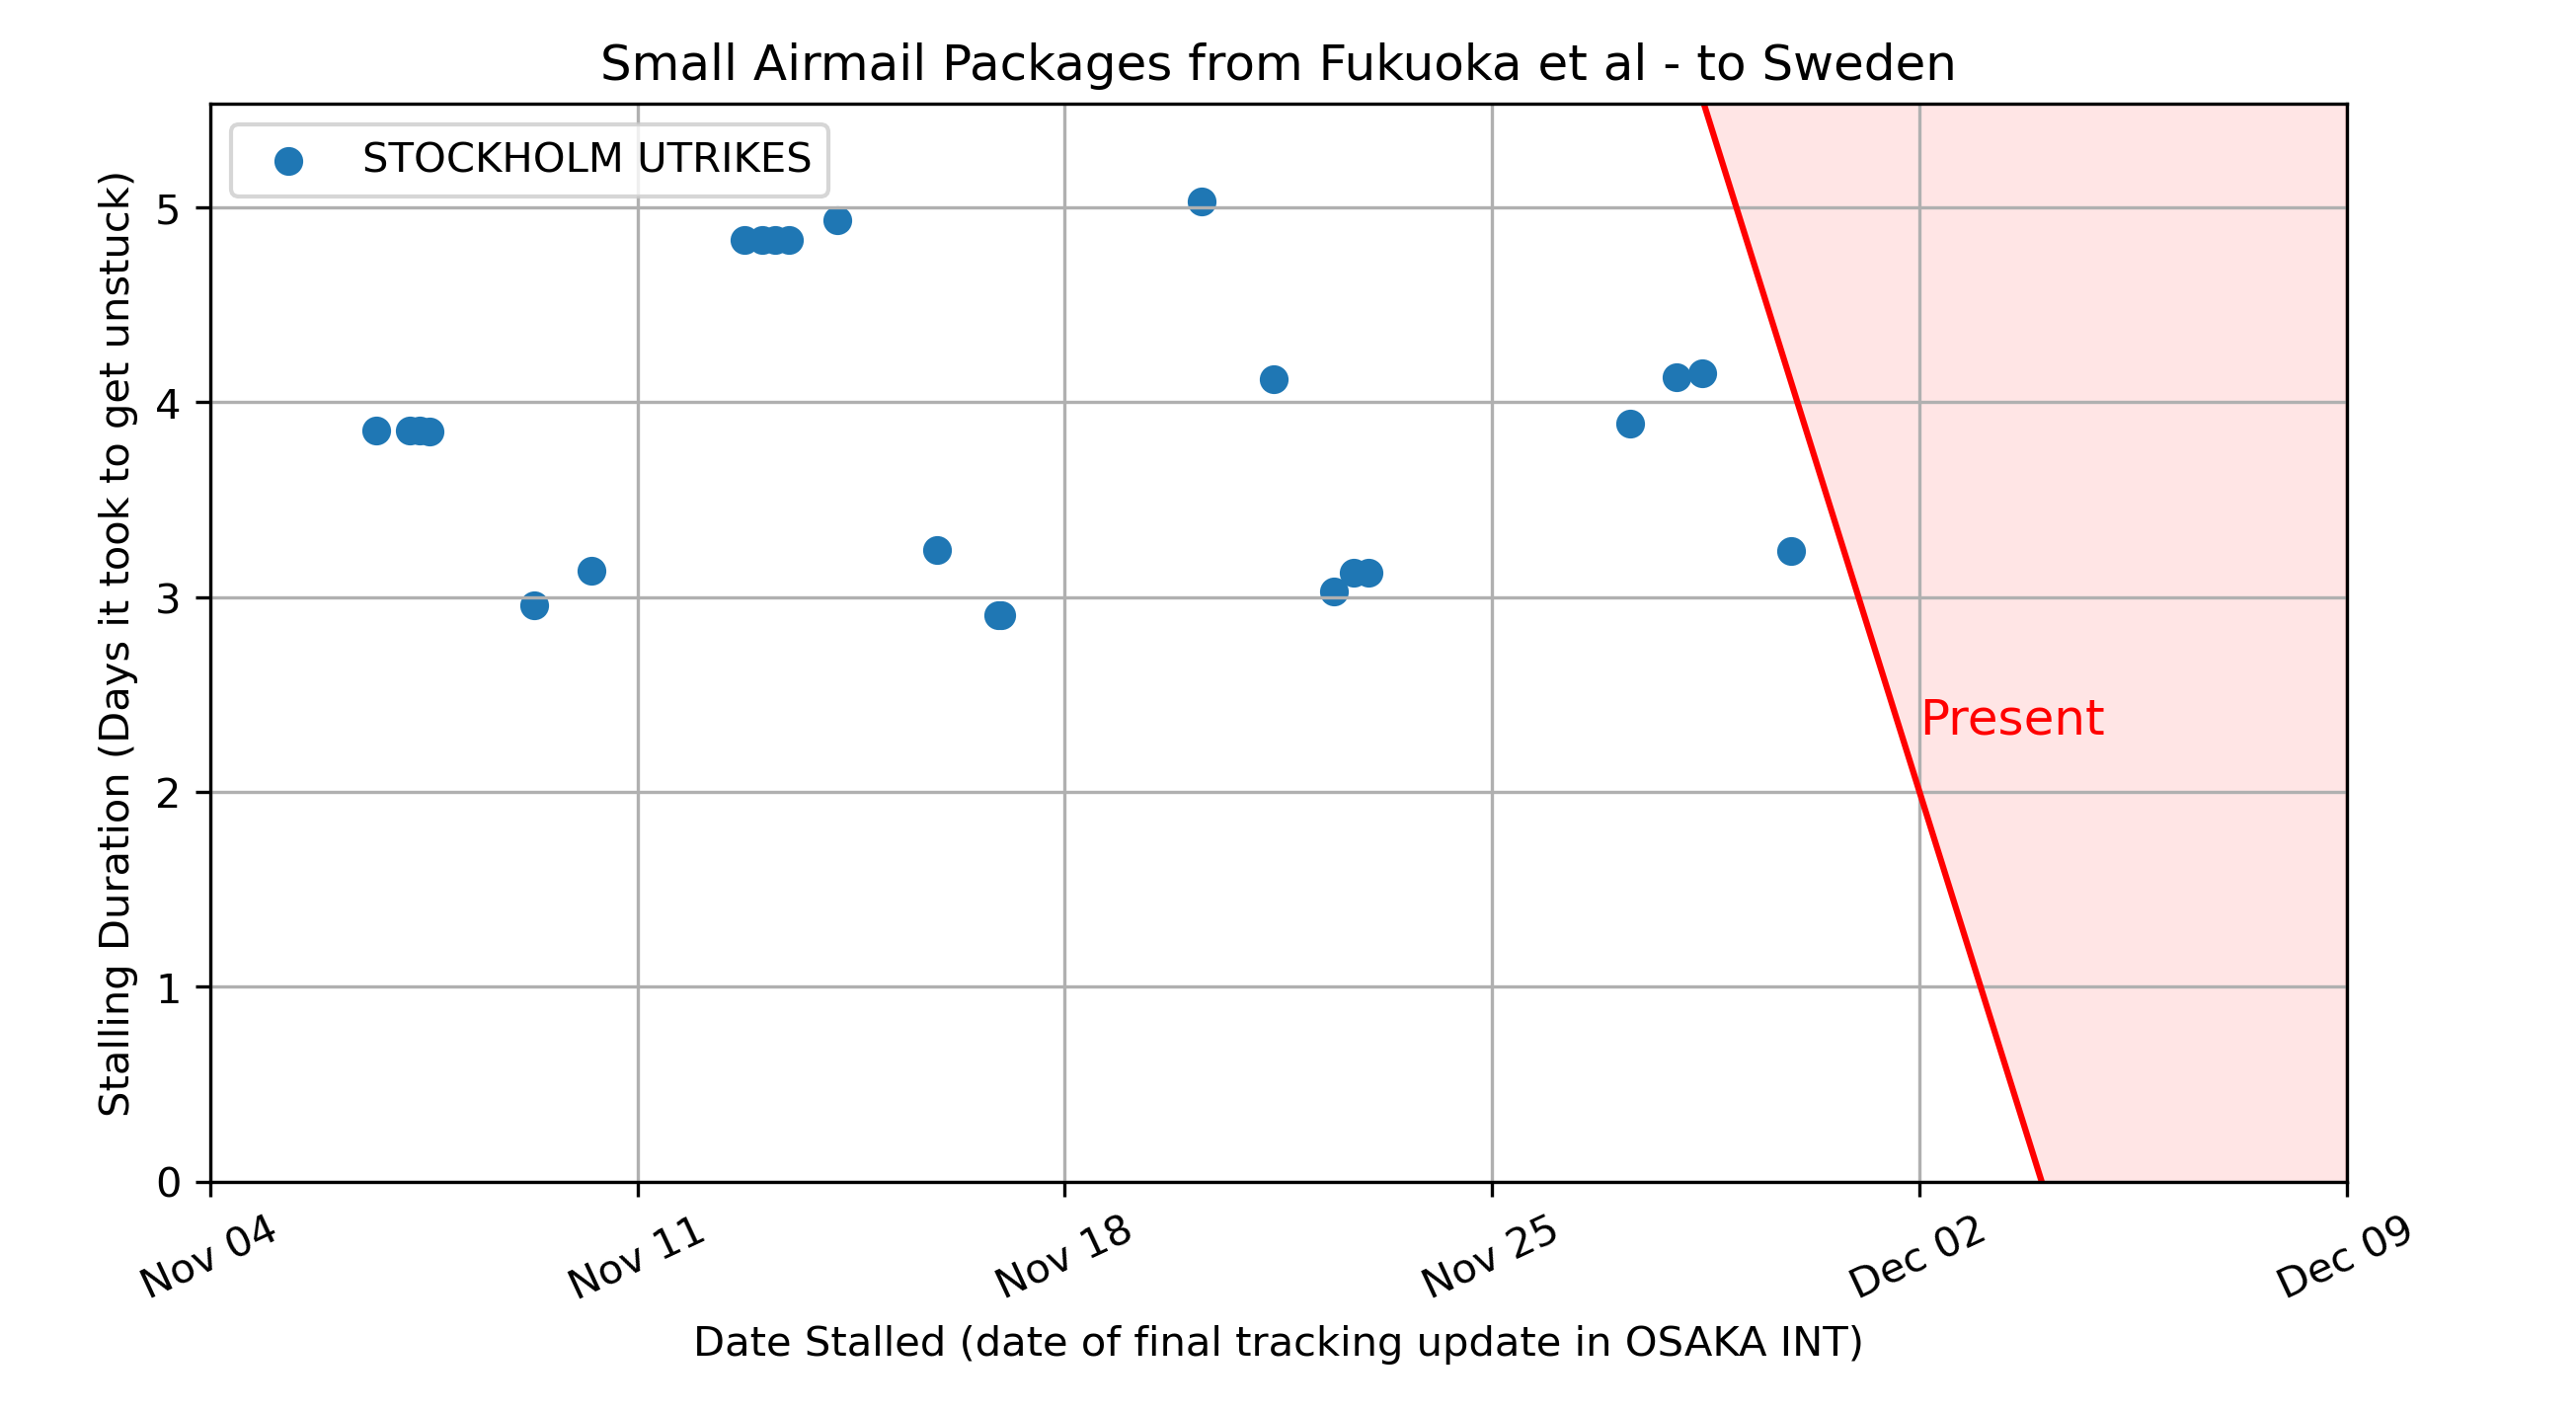 Small Airmail Packages from Fukuoka et al - to Sweden
STOCKHOLM UTRIKES
Stalling Duration (Days it took to get unstuck)
5
4
3
2
1
0
Present
Nov 04
Nov 11
Nov 18
Nov 25
Dec 02
Dec 09
Date Stalled (date of final tracking update in OSAKA INT)